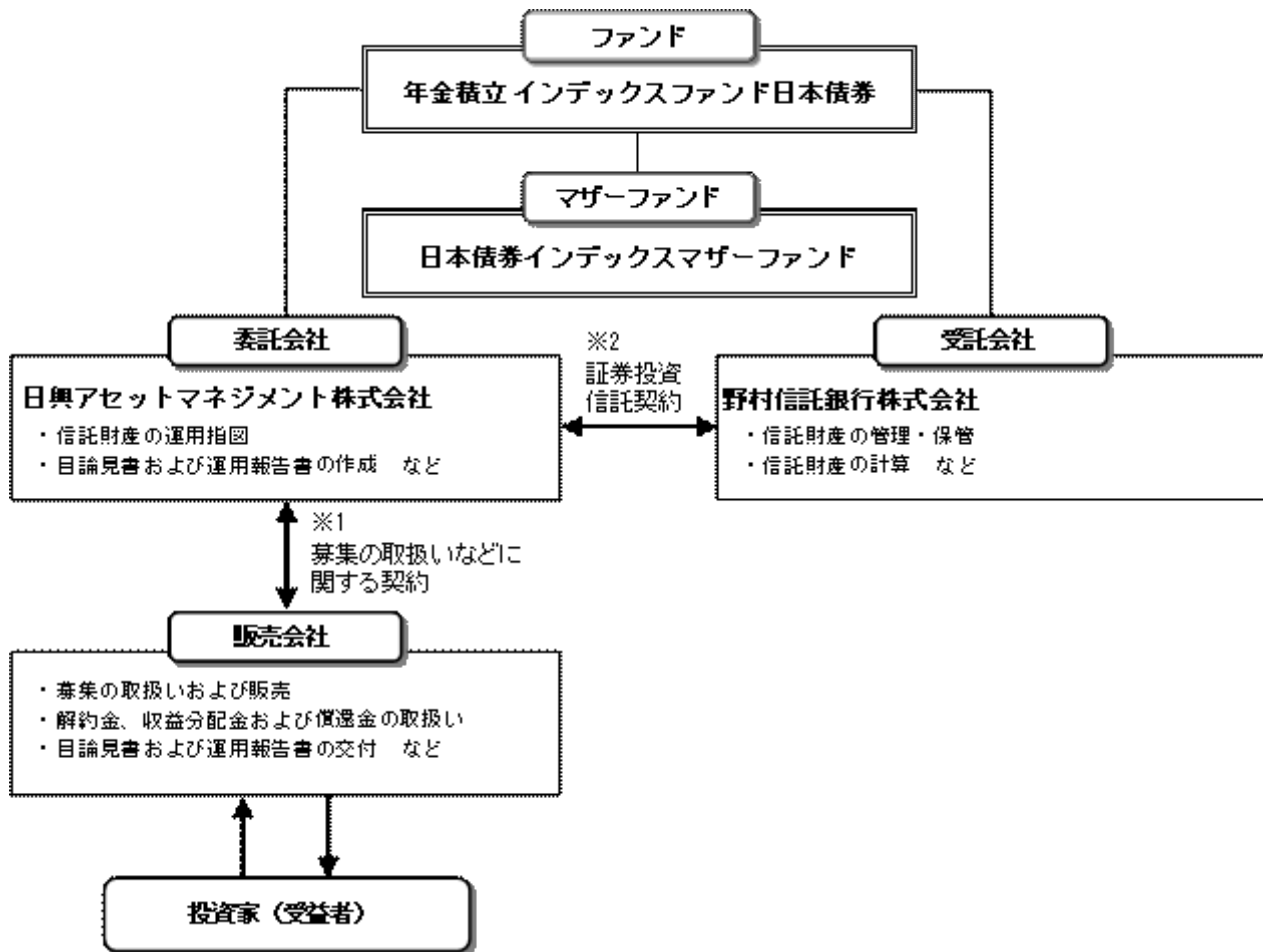 ファンド
年金積立 インデックスファンド日本債券
マザーファンド
日本債券インデックスマザーファンド
委託会社
日興アセットマネジメント株式会社
・信託財産の運用指図
・目論見書および運用報告書の作成 など
※2
証券投資
信託契約
受託会社
野村信託銀行株式会社
・信託財産の管理・保管
・信託財産の計算 など
※1
募集の取扱いなどに
関する契約
販売会社
・募集の取扱いおよび販売
・解約金、収益分配金および償還金の取扱い
・目論見書および運用報告書の交付 など
投資家（受益者）